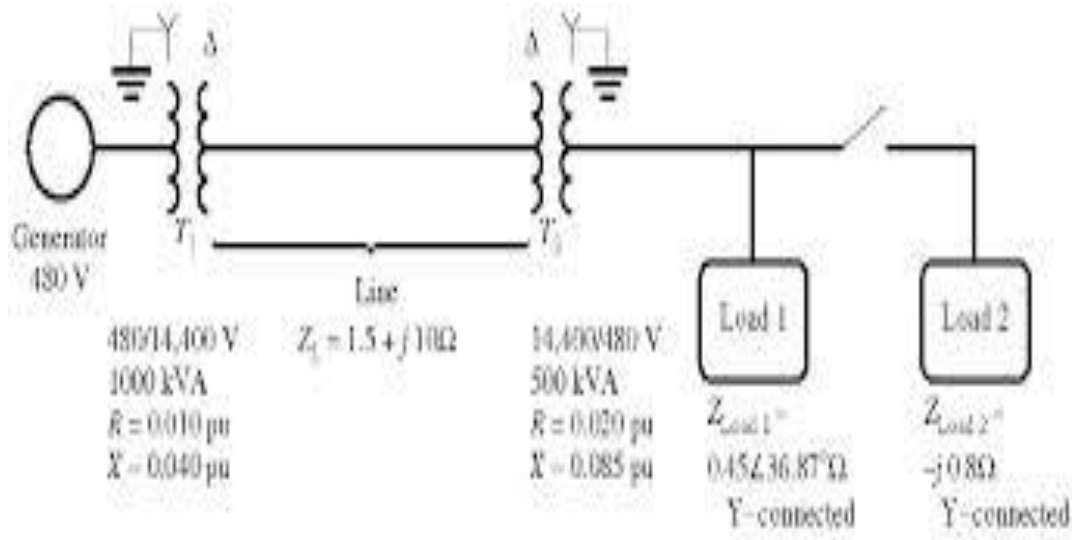 Y Δ
Δ Y
Generator
480 V
T1
T2
Line
480/14,400 V
1000 kVA
R = 0.010 pu
X = 0.040 pu
ZL = 1.5 + j 10Ω
14,400/480 V
500 kVA
R = 0.020 pu
X = 0.085 pu
Load 1
ZLoad 1 =
0.45∠36.87°Ω
Y-connected
Load 2
ZLoad 2 =
-j 0.8Ω
Y-connected